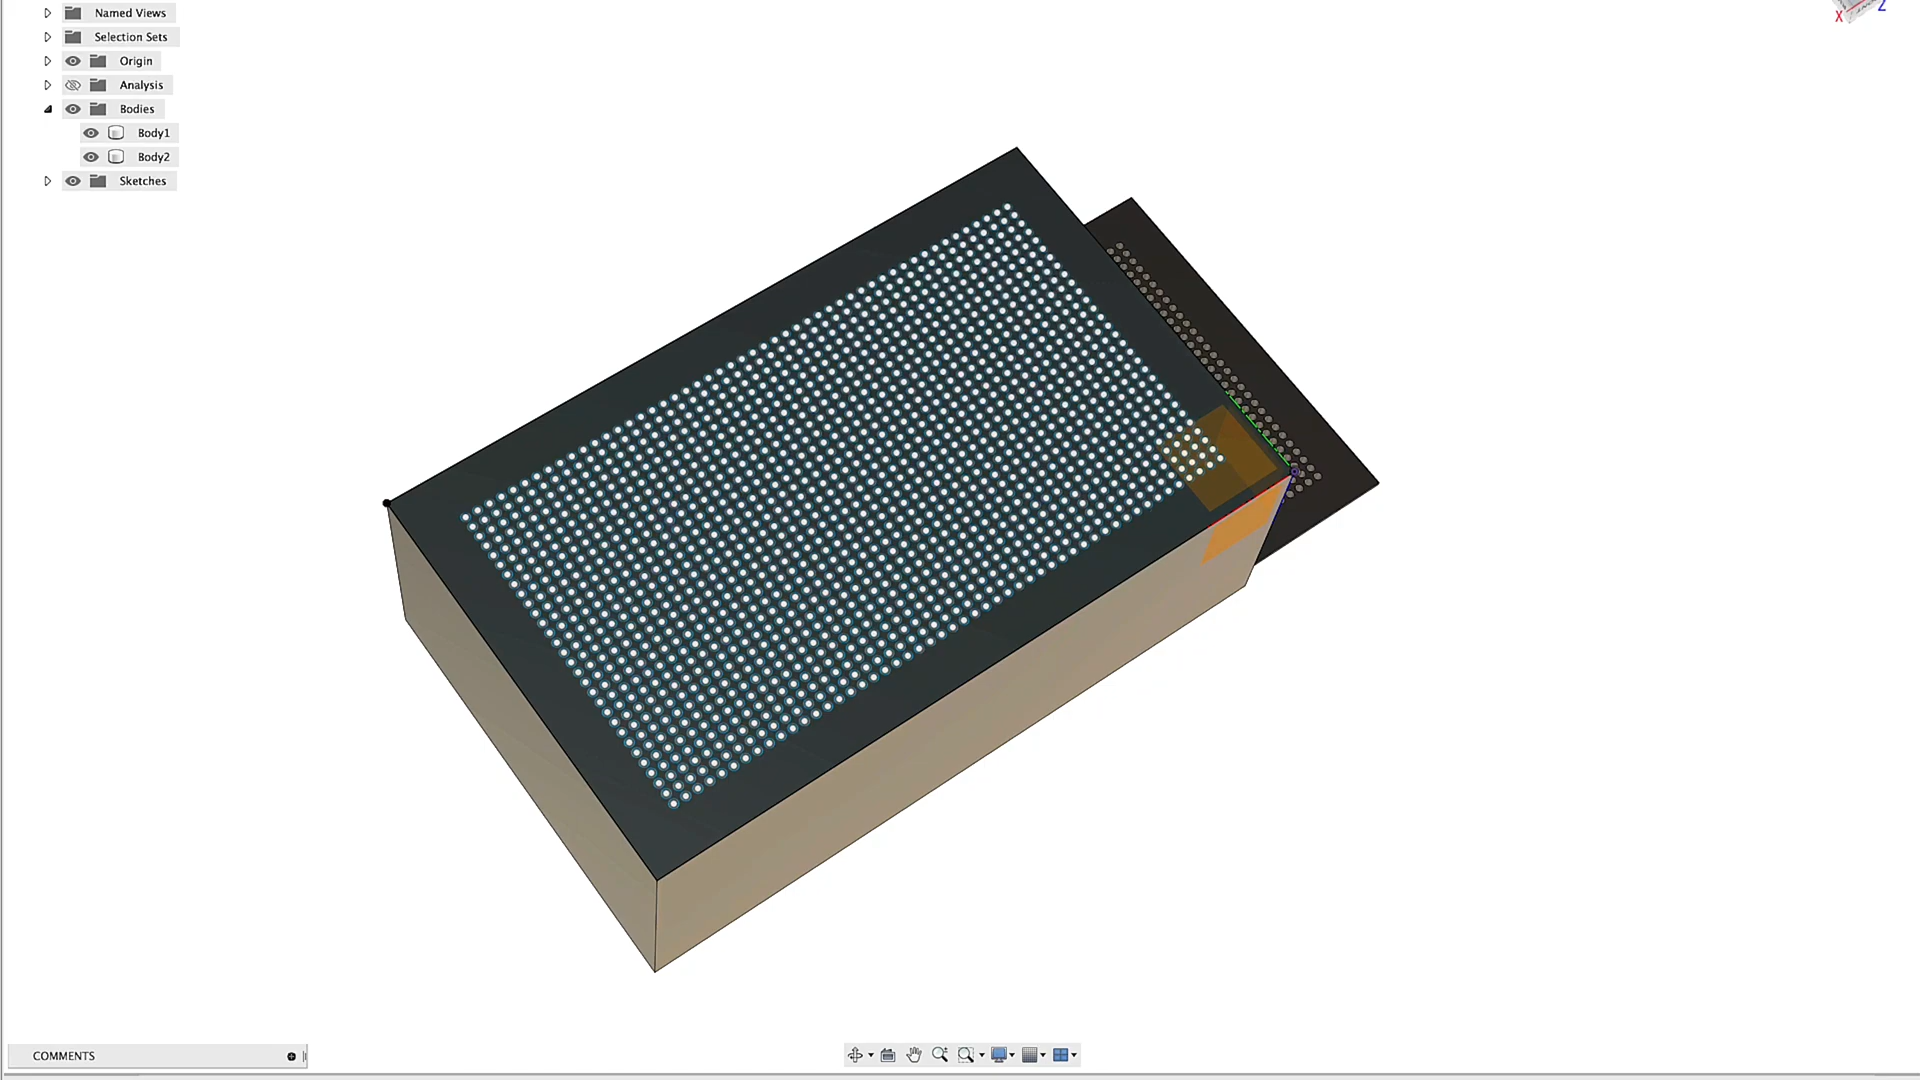 Named Views
Selection Sets
Origin
Analysis
Bodies
Body1
Body2
Sketches
X
Z
COMMENTS